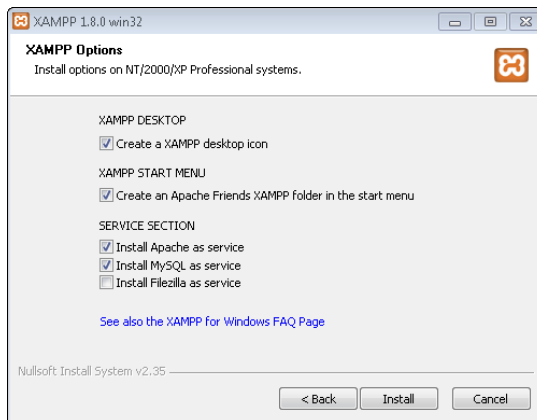 XAMPP 1.8.0 win32
XAMPP Options
Install options on NT/2000/XP Professional systems.
XAMPP DESKTOP
Create a XAMPP desktop icon
XAMPP START MENU
Create an Apache Friends XAMPP folder in the start menu
SERVICE SECTION
Install Apache as service
Install MySQL as service
Install Filezilla as service
See also the XAMPP for Windows FAQ Page
Nullsoft Install System v2.35
< Back Install Cancel